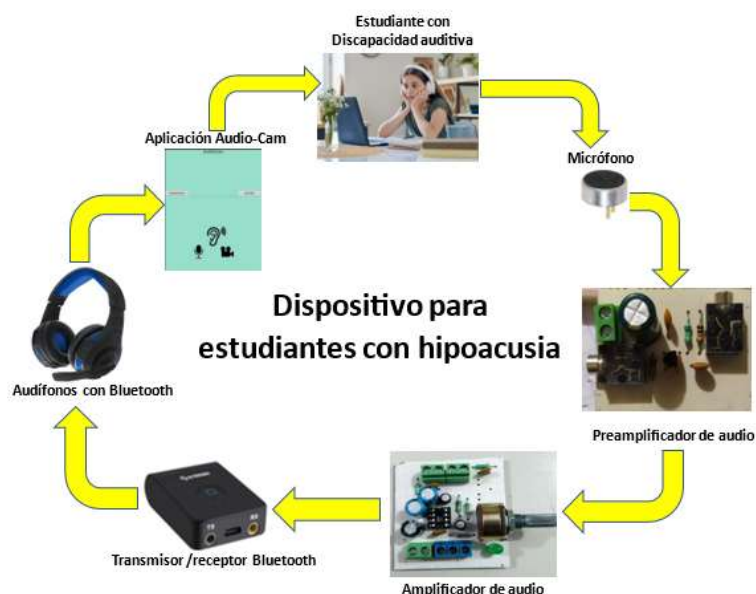 Estudiante con
Discapacidad auditiva
Aplicación Audio-Cam
Micrófono
Dispositivo para
estudiantes con hipoacusia
Audífonos con Bluetooth
Preamplificador de audio
Transmisor/receptor Bluetooth
Amplificador de audio